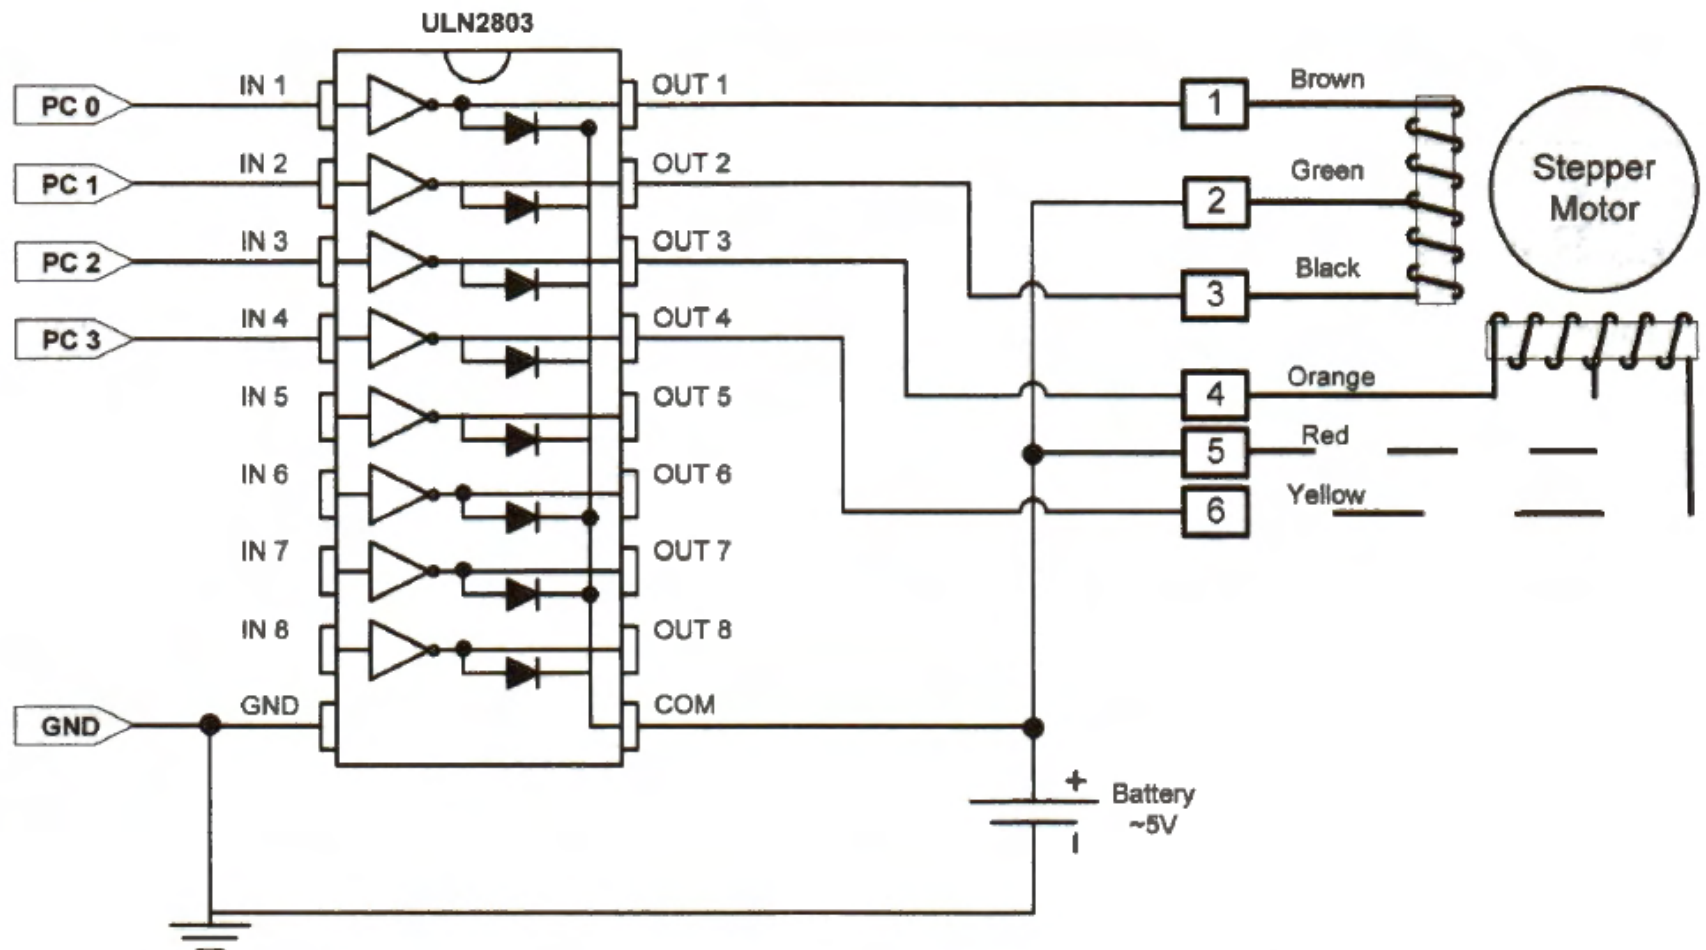 ULN2803
PC 0
IN 1
OUT 1
1
Brown
PC 1
IN 2
OUT 2
2
Green
Stepper
Motor
PC 2
IN 3
OUT 3
3
Black
PC 3
IN 4
OUT 4
4
Orange
IN 5
OUT 5
5
Red
IN 6
OUT 6
6
Yellow
IN 7
OUT 7
IN 8
OUT 8
GND
GND
COM
+
Battery
~5V